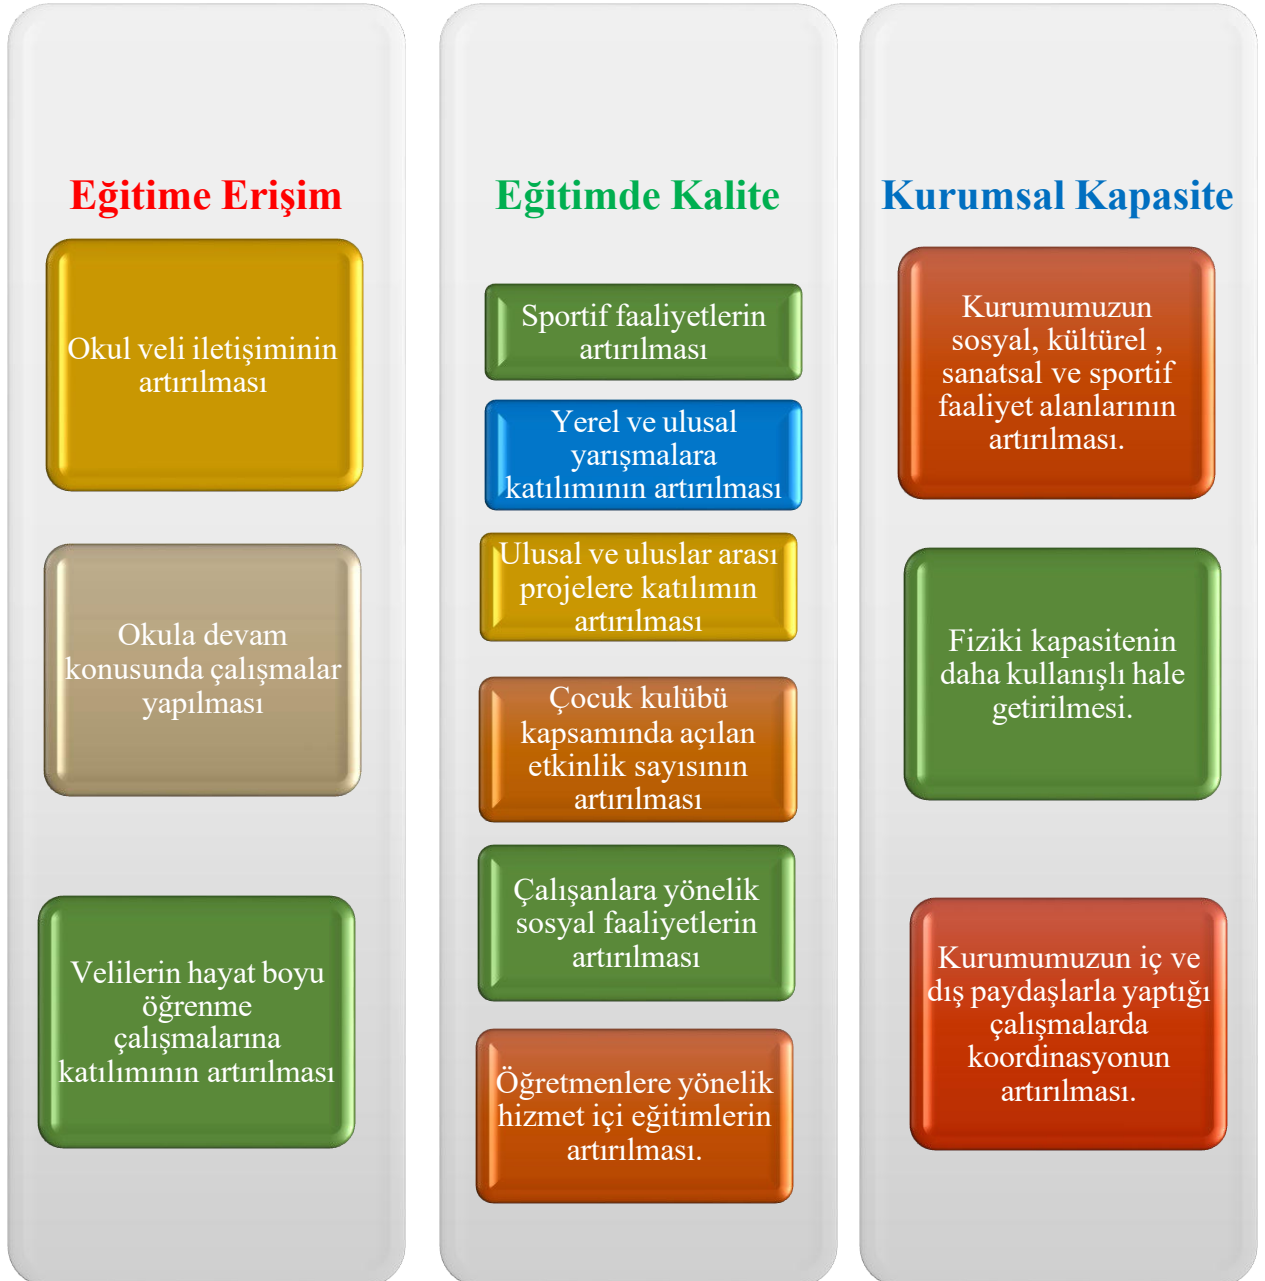 Eğitime Erişim
Okul veli iletişiminin
artırılması
Okula devam
konusunda çalışmalar
yapılması
Velilerin hayat boyu
öğrenme
çalışmalarına
katılımının artırılması
Eğitimde Kalite
Sportif faaliyetlerin
artırılması
Yerel ve ulusal
yarışmalara
katılımının artırılması
Ulusal ve uluslar arası
projelere katılımın
artırılması
Çocuk kulübü
kapsamında açılan
etkinlik sayısının
artırılması
Çalışanlara yönelik
sosyal faaliyetlerin
artırılması
Öğretmenlere yönelik
hizmet içi eğitimlerin
artırılması.
Kurumsal Kapasite
Kurumumuzun
sosyal, kültürel ,
sanatsal ve sportif
faaliyet alanlarının
artırılması.
Fiziki kapasitenin
daha kullanışlı hale
getirilmesi.
Kurumumuzun iç ve
dış paydaşlarla yaptığı
çalışmalarda
koordinasyonun
artırılması.